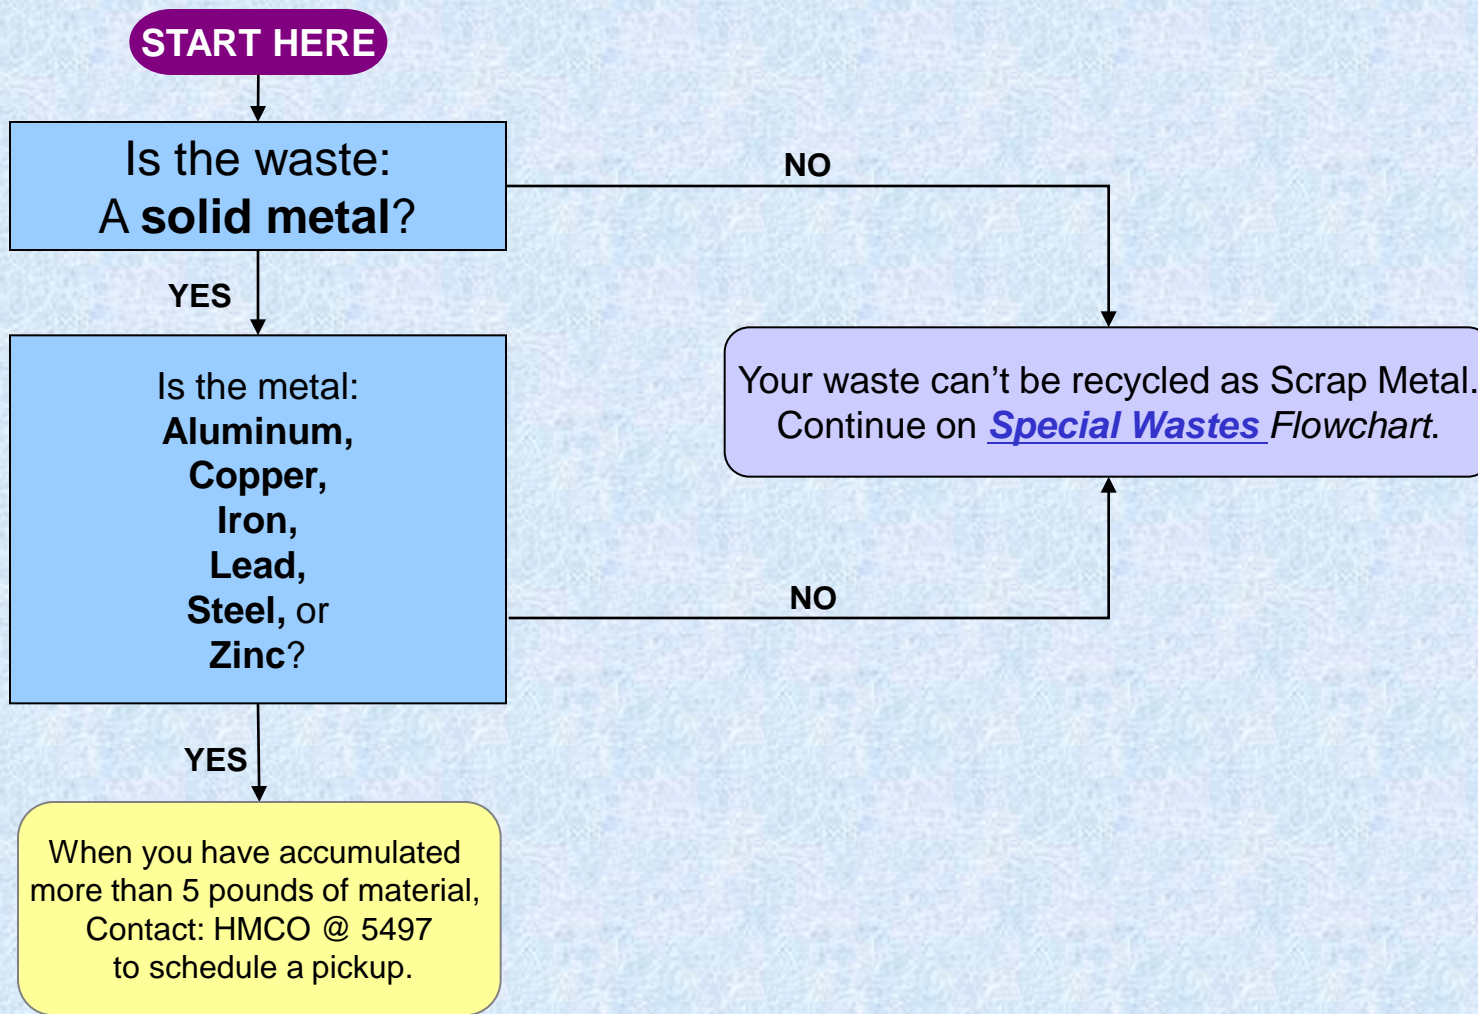 START HERE
Is the waste:
A solid metal?
NO
YES
Your waste can’t be recycled as Scrap Metal.
Continue on Special Wastes Flowchart.
Is the metal:
Aluminum,
Copper,
Iron,
Lead,
Steel, or
Zinc?
NO
YES
When you have accumulated
more than 5 pounds of material,
Contact: HMCO @ 5497
to schedule a pickup.